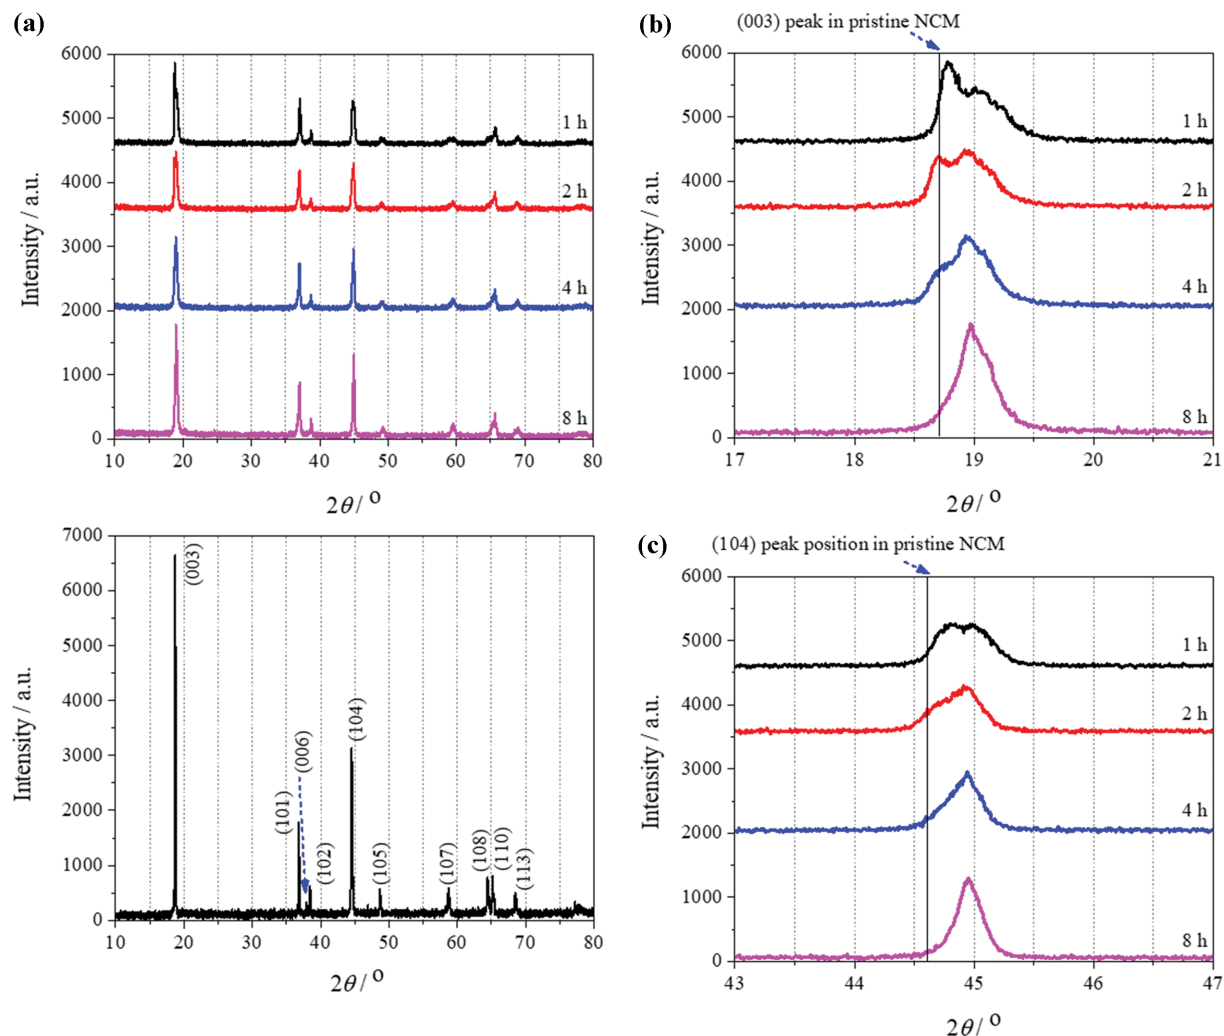 (a)
6000
5000
4000
3000
2000
1000
0
Intensity / a.u.
1 h
2 h
4 h
8 h
10 20 30 40 50 60 70 80
2θ/ °
(b)
(003) peak in pristine NCM
6000
5000
4000
3000
2000
1000
0
Intensity / a.u.
1 h
2 h
4 h
8 h
17 18 19 20 21
2θ/ °
7000
6000
5000
4000
3000
2000
1000
0
Intensity / a.u.
(003)
(101)
(006)
(102)
(104)
(105)
(107)
(108)
(110)
(113)
10 20 30 40 50 60 70 80
2θ/ °
(c)
(104) peak position in pristine NCM
6000
5000
4000
3000
2000
1000
0
Intensity / a.u.
1 h
2 h
4 h
8 h
43 44 45 46 47
2θ/ °